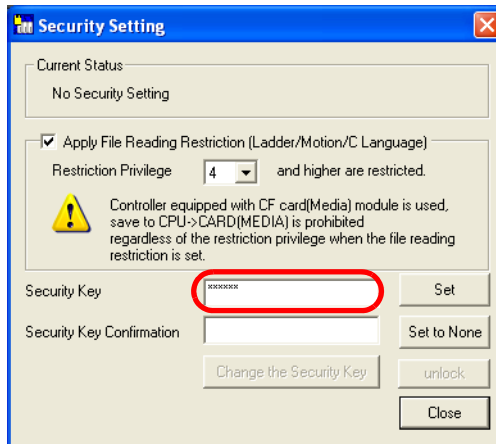 Security Setting
Current Status
No Security Setting
Apply File Reading Restriction (Ladder/Motion/C Language)
Restriction Privilege 4 and higher are restricted.
Controller equipped with CF card(Media) module is used,
save to CPU->CARD(MEDIA) is prohibited
regardless of the restriction privilege when the file reading
restriction is set.
Security Key ****** Set
Security Key Confirmation Set to None
Change the Security Key unlock
Close